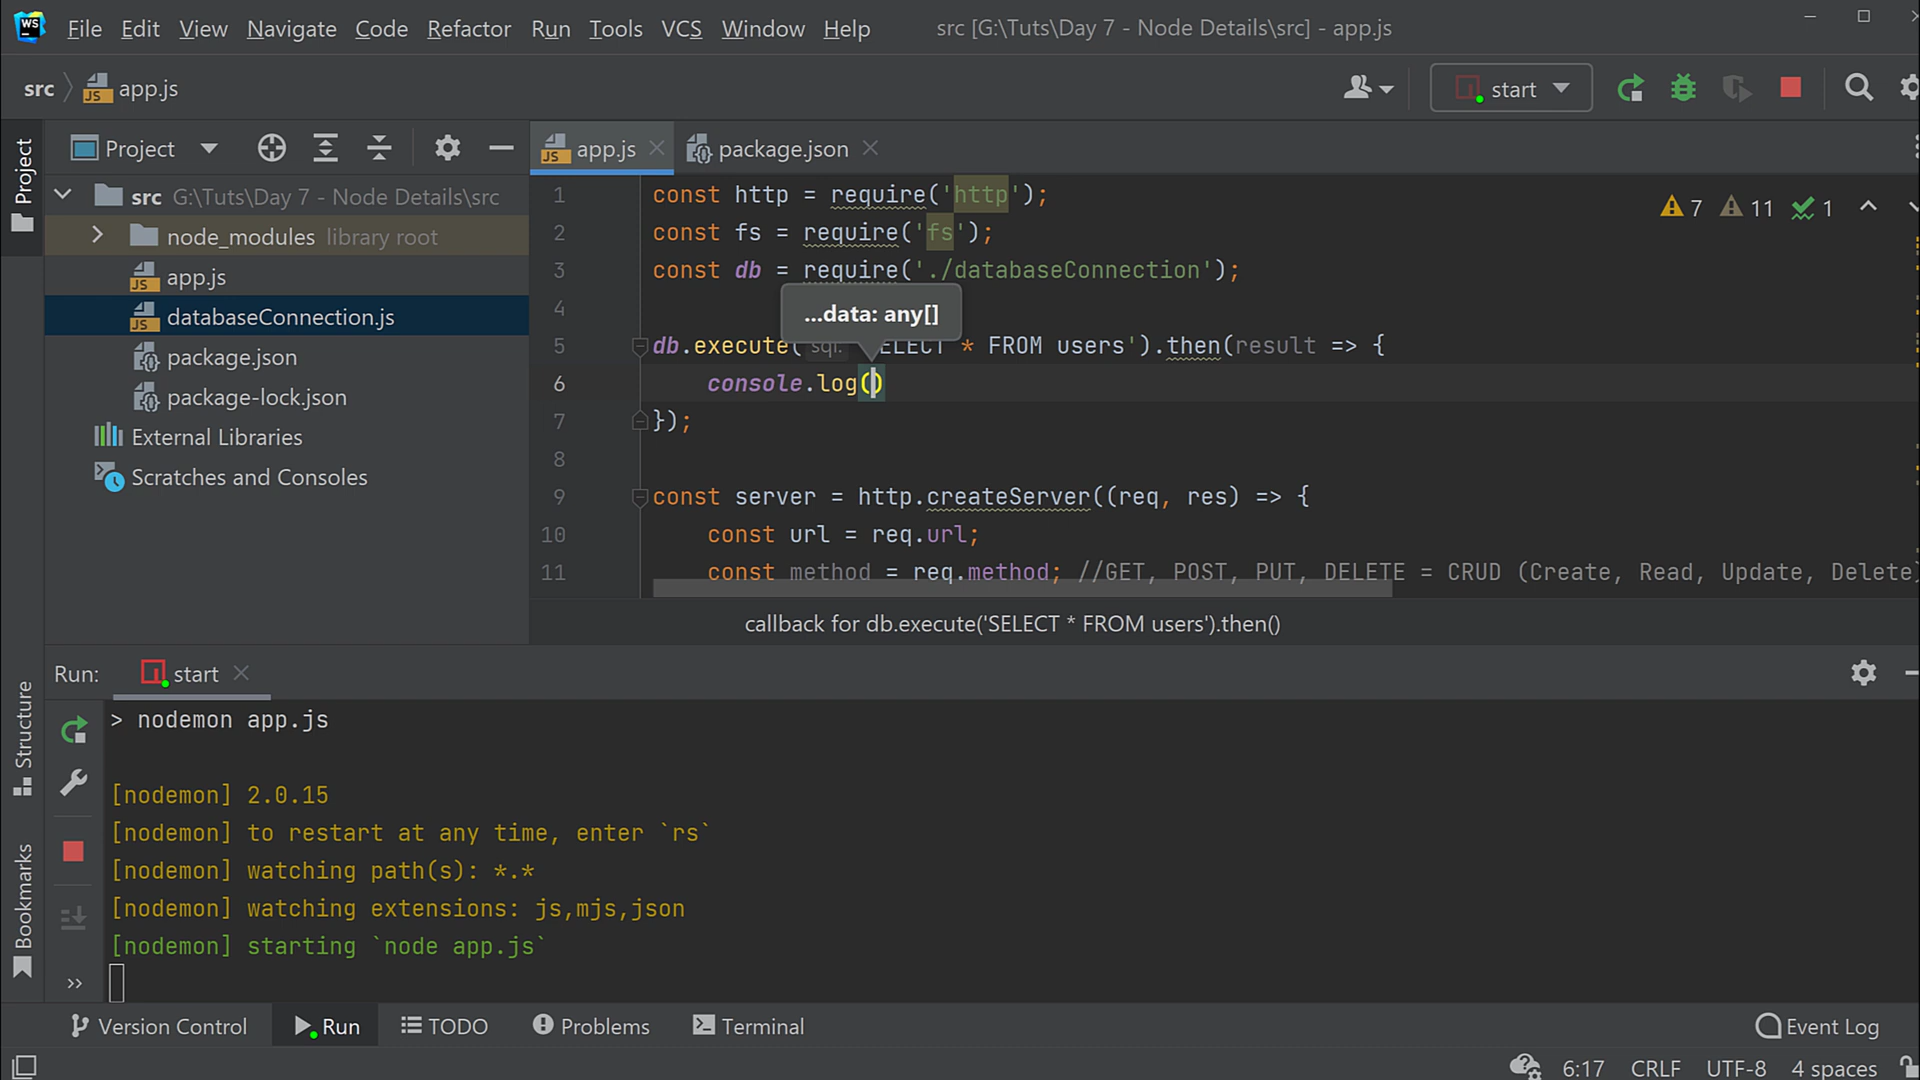 WS File Edit View Navigate Code Refactor Run Tools VCS Window Help src [G:\Tuts\Day 7 - Node Details\src] - app.js
src app.js start
Project
Project
app.js
package.json
src G:\Tuts\Day 7 - Node Details\src
node_modules library root
app.js
databaseConnection.js
package.json
package-lock.json
External Libraries
Scratches and Consoles
7 11 1
1 const http = require('http');
2 const fs = require('fs');
3 const db = require('./databaseConnection');
4
...data: any[]
5 db.execute( sql: ELECT * FROM users').then(result => {
6 console.log()
7 });
8
9 const server = http.createServer((req, res) => {
10 const url = req.url;
11 const method = req.method; //GET, POST, PUT, DELETE = CRUD (Create, Read, Update, Delete)
callback for db.execute('SELECT * FROM users').then()
Run: start
Structure
Bookmarks
> nodemon app.js
[nodemon] 2.0.15
[nodemon] to restart at any time, enter `rs`
[nodemon] watching path(s): *.*
[nodemon] watching extensions: js,mjs,json
[nodemon] starting `node app.js`
Version Control Run TODO Problems Terminal Event Log
6:17 CRLF UTF-8 4 spaces